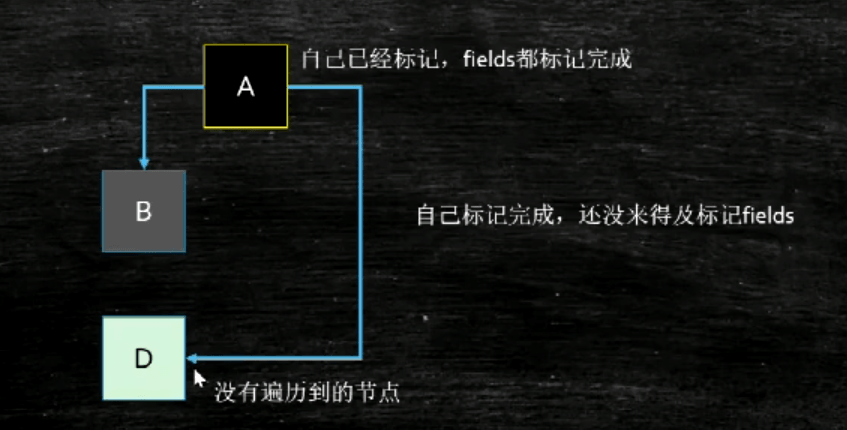 A
自己已经标记，fields都标记完成
B
自己标记完成，还没来得及标记fields
D
没有遍历到的节点